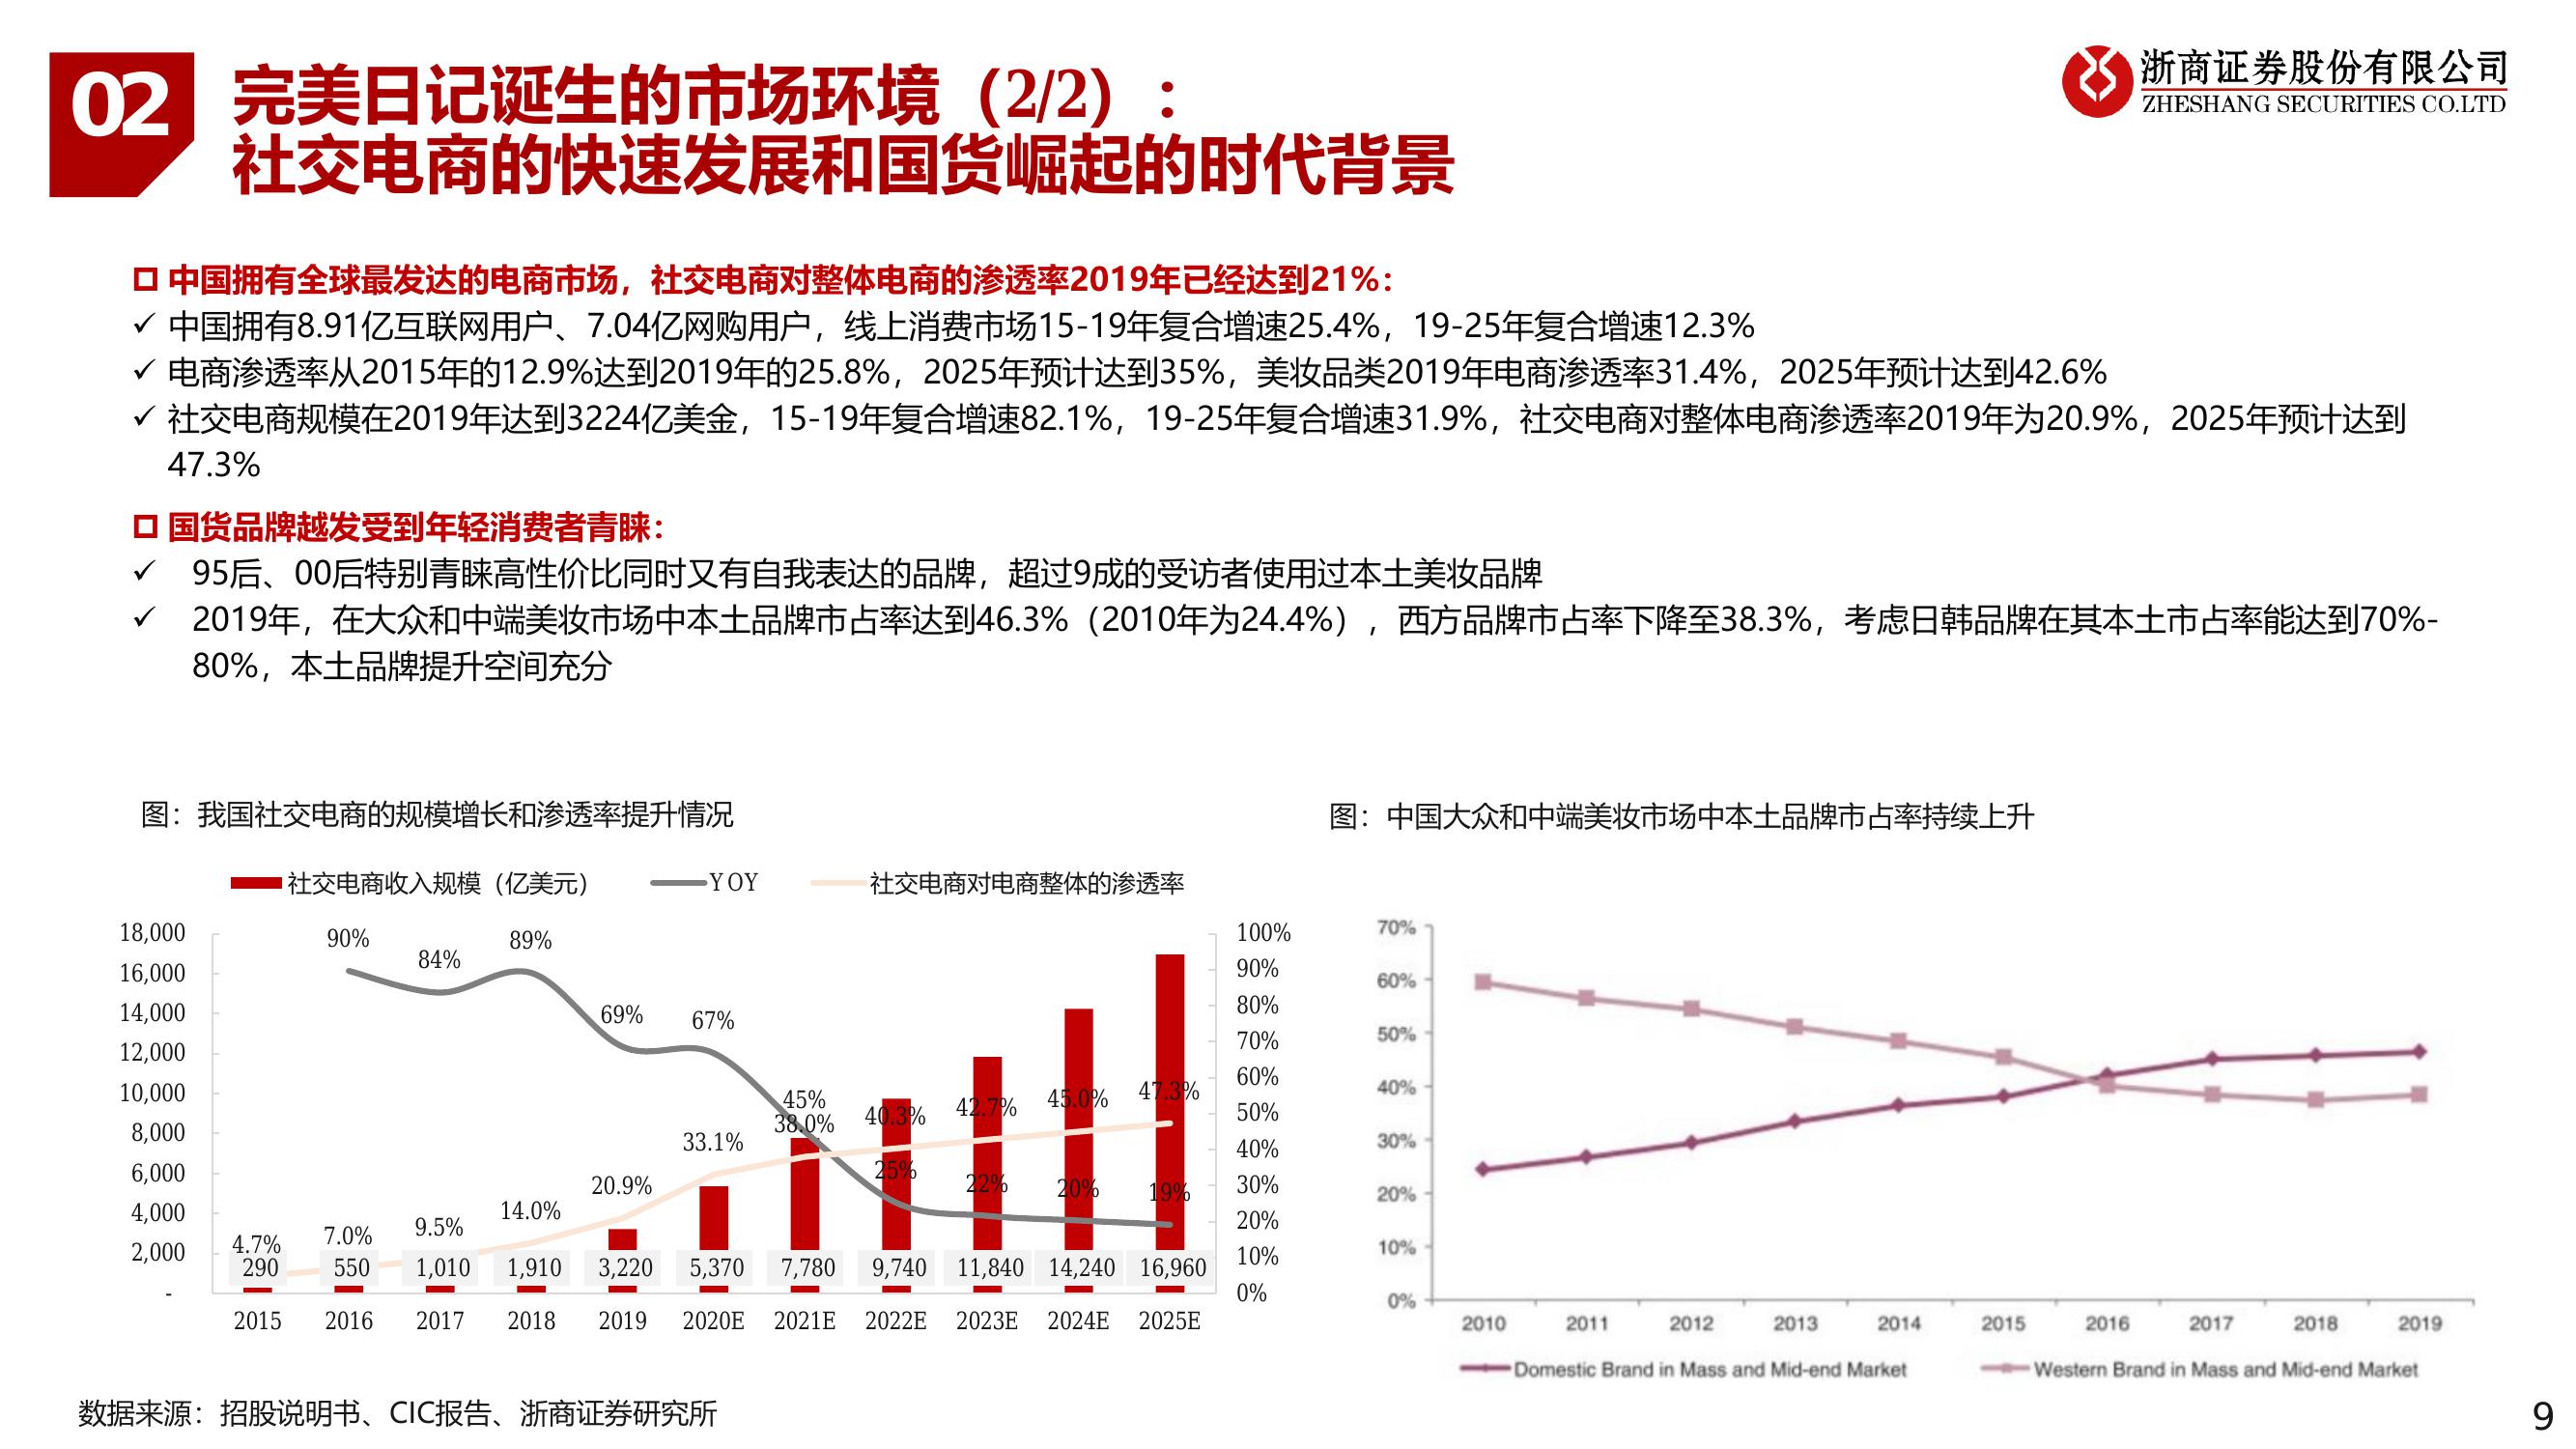 02
完美日记诞生的市场环境（2/2）：
社交电商的快速发展和国货崛起的时代背景
浙商证券股份有限公司
ZHESHANG SECURITIES CO.LTD
中国拥有全球最发达的电商市场，社交电商对整体电商的渗透率2019年已经达到21%：
✓ 中国拥有8.91亿互联网用户、7.04亿网购用户，线上消费市场15-19年复合增速25.4%，19-25年复合增速12.3%
✓ 电商渗透率从2015年的12.9%达到2019年的25.8%，2025年预计达到35%，美妆品类2019年电商渗透率31.4%，2025年预计达到42.6%
✓ 社交电商规模在2019年达到3224亿美金，15-19年复合增速82.1%，19-25年复合增速31.9%，社交电商对整体电商渗透率2019年为20.9%，2025年预计达到
47.3%
国货品牌越发受到年轻消费者青睐：
✓ 95后、00后特别青睐高性价比同时又有自我表达的品牌，超过9成的受访者使用过本土美妆品牌
✓ 2019年，在大众和中端美妆市场中本土品牌市占率达到46.3%（2010年为24.4%），西方品牌市占率下降至38.3%，考虑日韩品牌在其本土市占率能达到70%-
80%，本土品牌提升空间充分
图：我国社交电商的规模增长和渗透率提升情况
社交电商收入规模（亿美元） YOY 社交电商对电商整体的渗透率
18,000
16,000
14,000
12,000
10,000
8,000
6,000
4,000
2,000
-
90% 84% 89% 69% 67% 45% 25% 22% 20% 19%
4.7% 7.0% 9.5% 14.0% 20.9% 33.1% 38.0% 40.3% 42.7% 45.0% 47.3%
290 550 1,010 1,910 3,220 5,370 7,780 9,740 11,840 14,240 16,960
100%
90%
80%
70%
60%
50%
40%
30%
20%
10%
0%
2015 2016 2017 2018 2019 2020E 2021E 2022E 2023E 2024E 2025E
图：中国大众和中端美妆市场中本土品牌市占率持续上升
70%
60%
50%
40%
30%
20%
10%
0%
2010 2011 2012 2013 2014 2015 2016 2017 2018 2019
Domestic Brand in Mass and Mid-end Market Western Brand in Mass and Mid-end Market
数据来源：招股说明书、CIC报告、浙商证券研究所
9